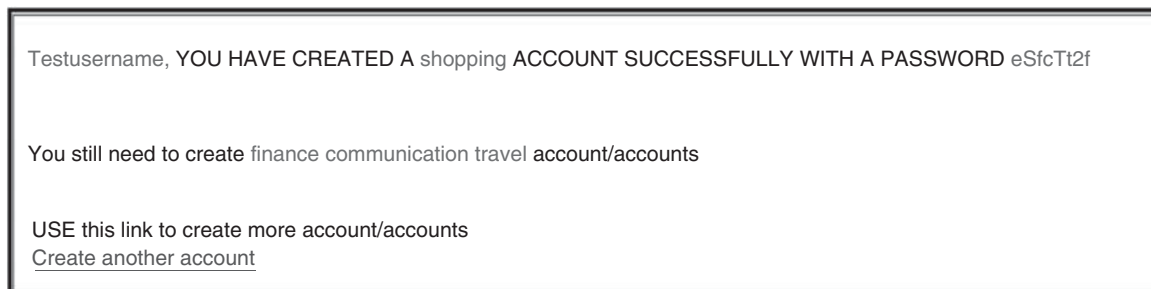 Testusername, YOU HAVE CREATED A shopping ACCOUNT SUCCESSFULLY WITH A PASSWORD eSfcTt2f
You still need to create finance communication travel account/accounts
USE this link to create more account/accounts
Create another account